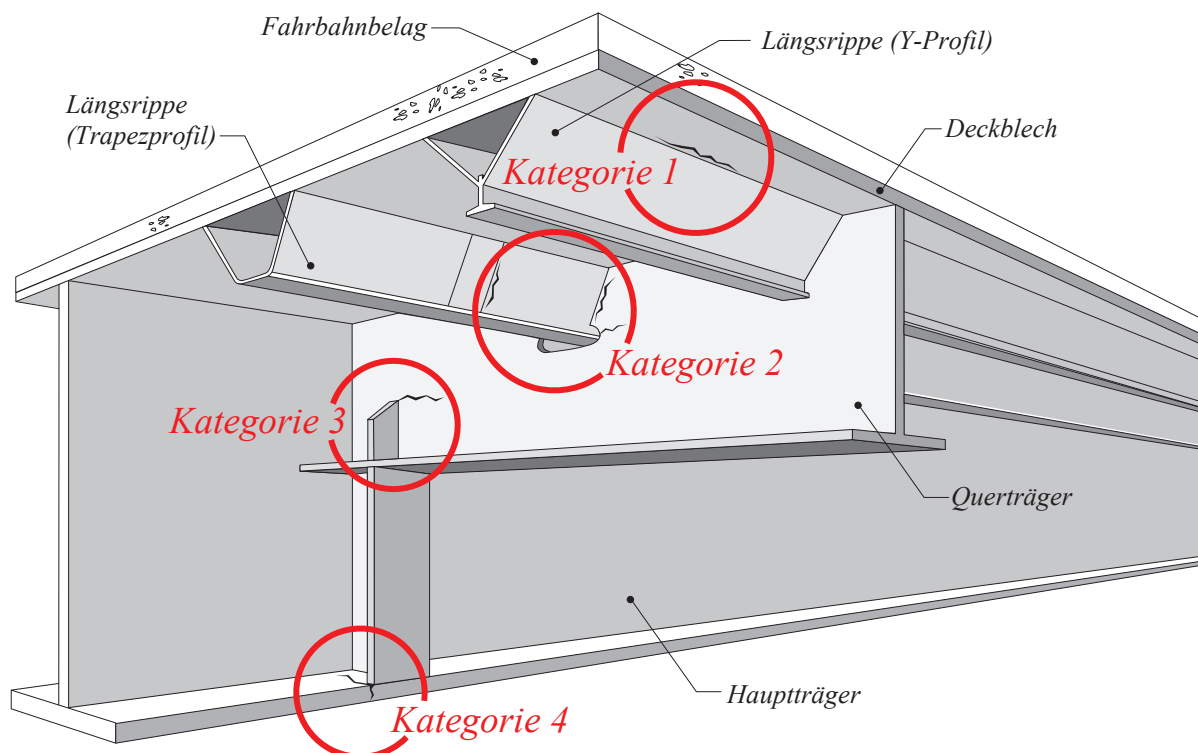 Fahrbahnbelag
Längsrippe (Y-Profil)
Längsrippe
(Trapezprofil)
Deckblech
Kategorie 1
Kategorie 2
Kategorie 3
Querträger
Hauptträger
Kategorie 4